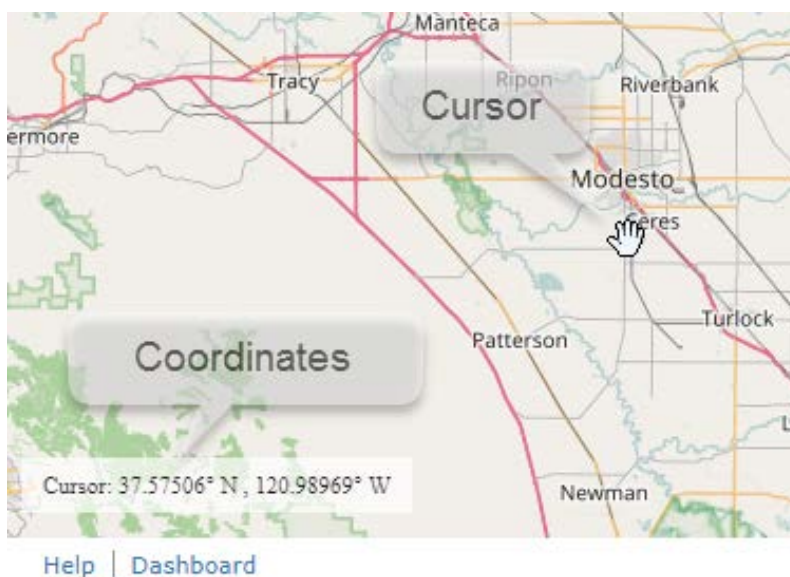 Manteca
Tracy
Ripon
Riverbank
Cursor
ermore
Modesto
Ceres
Turlock
Coordinates
Patterson
L
Cursor: 37.57506° N , 120.98969° W
Newman
Help | Dashboard